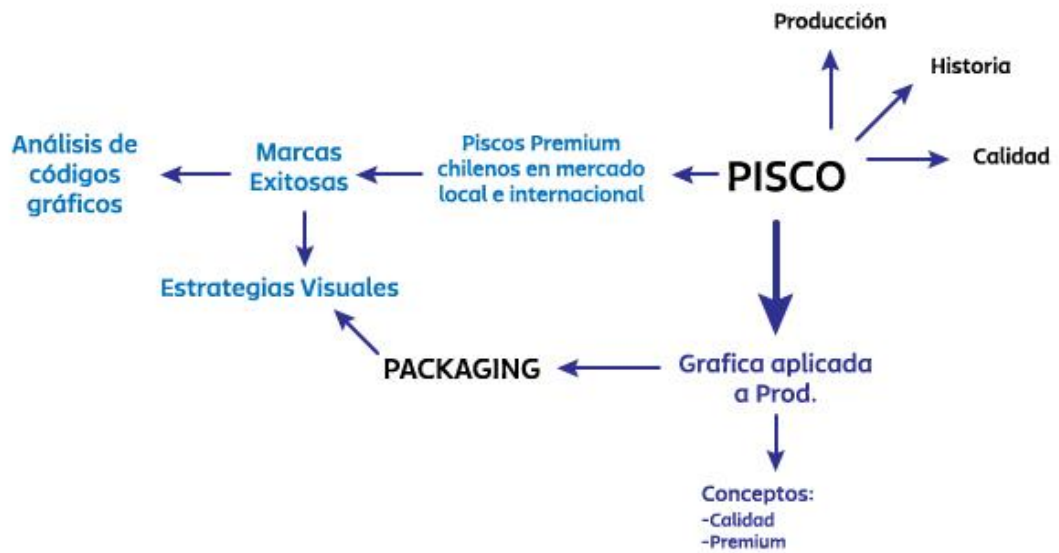 Producción
Historia
Análisis de
códigos
gráficos
Marcas
Exitosas
Piscos Premium
chilenos en mercado
local e internacional
PISCO
Calidad
Estrategias Visuales
PACKAGING
Grafica aplicada
a Prod.
Conceptos:
-Calidad
-Premium